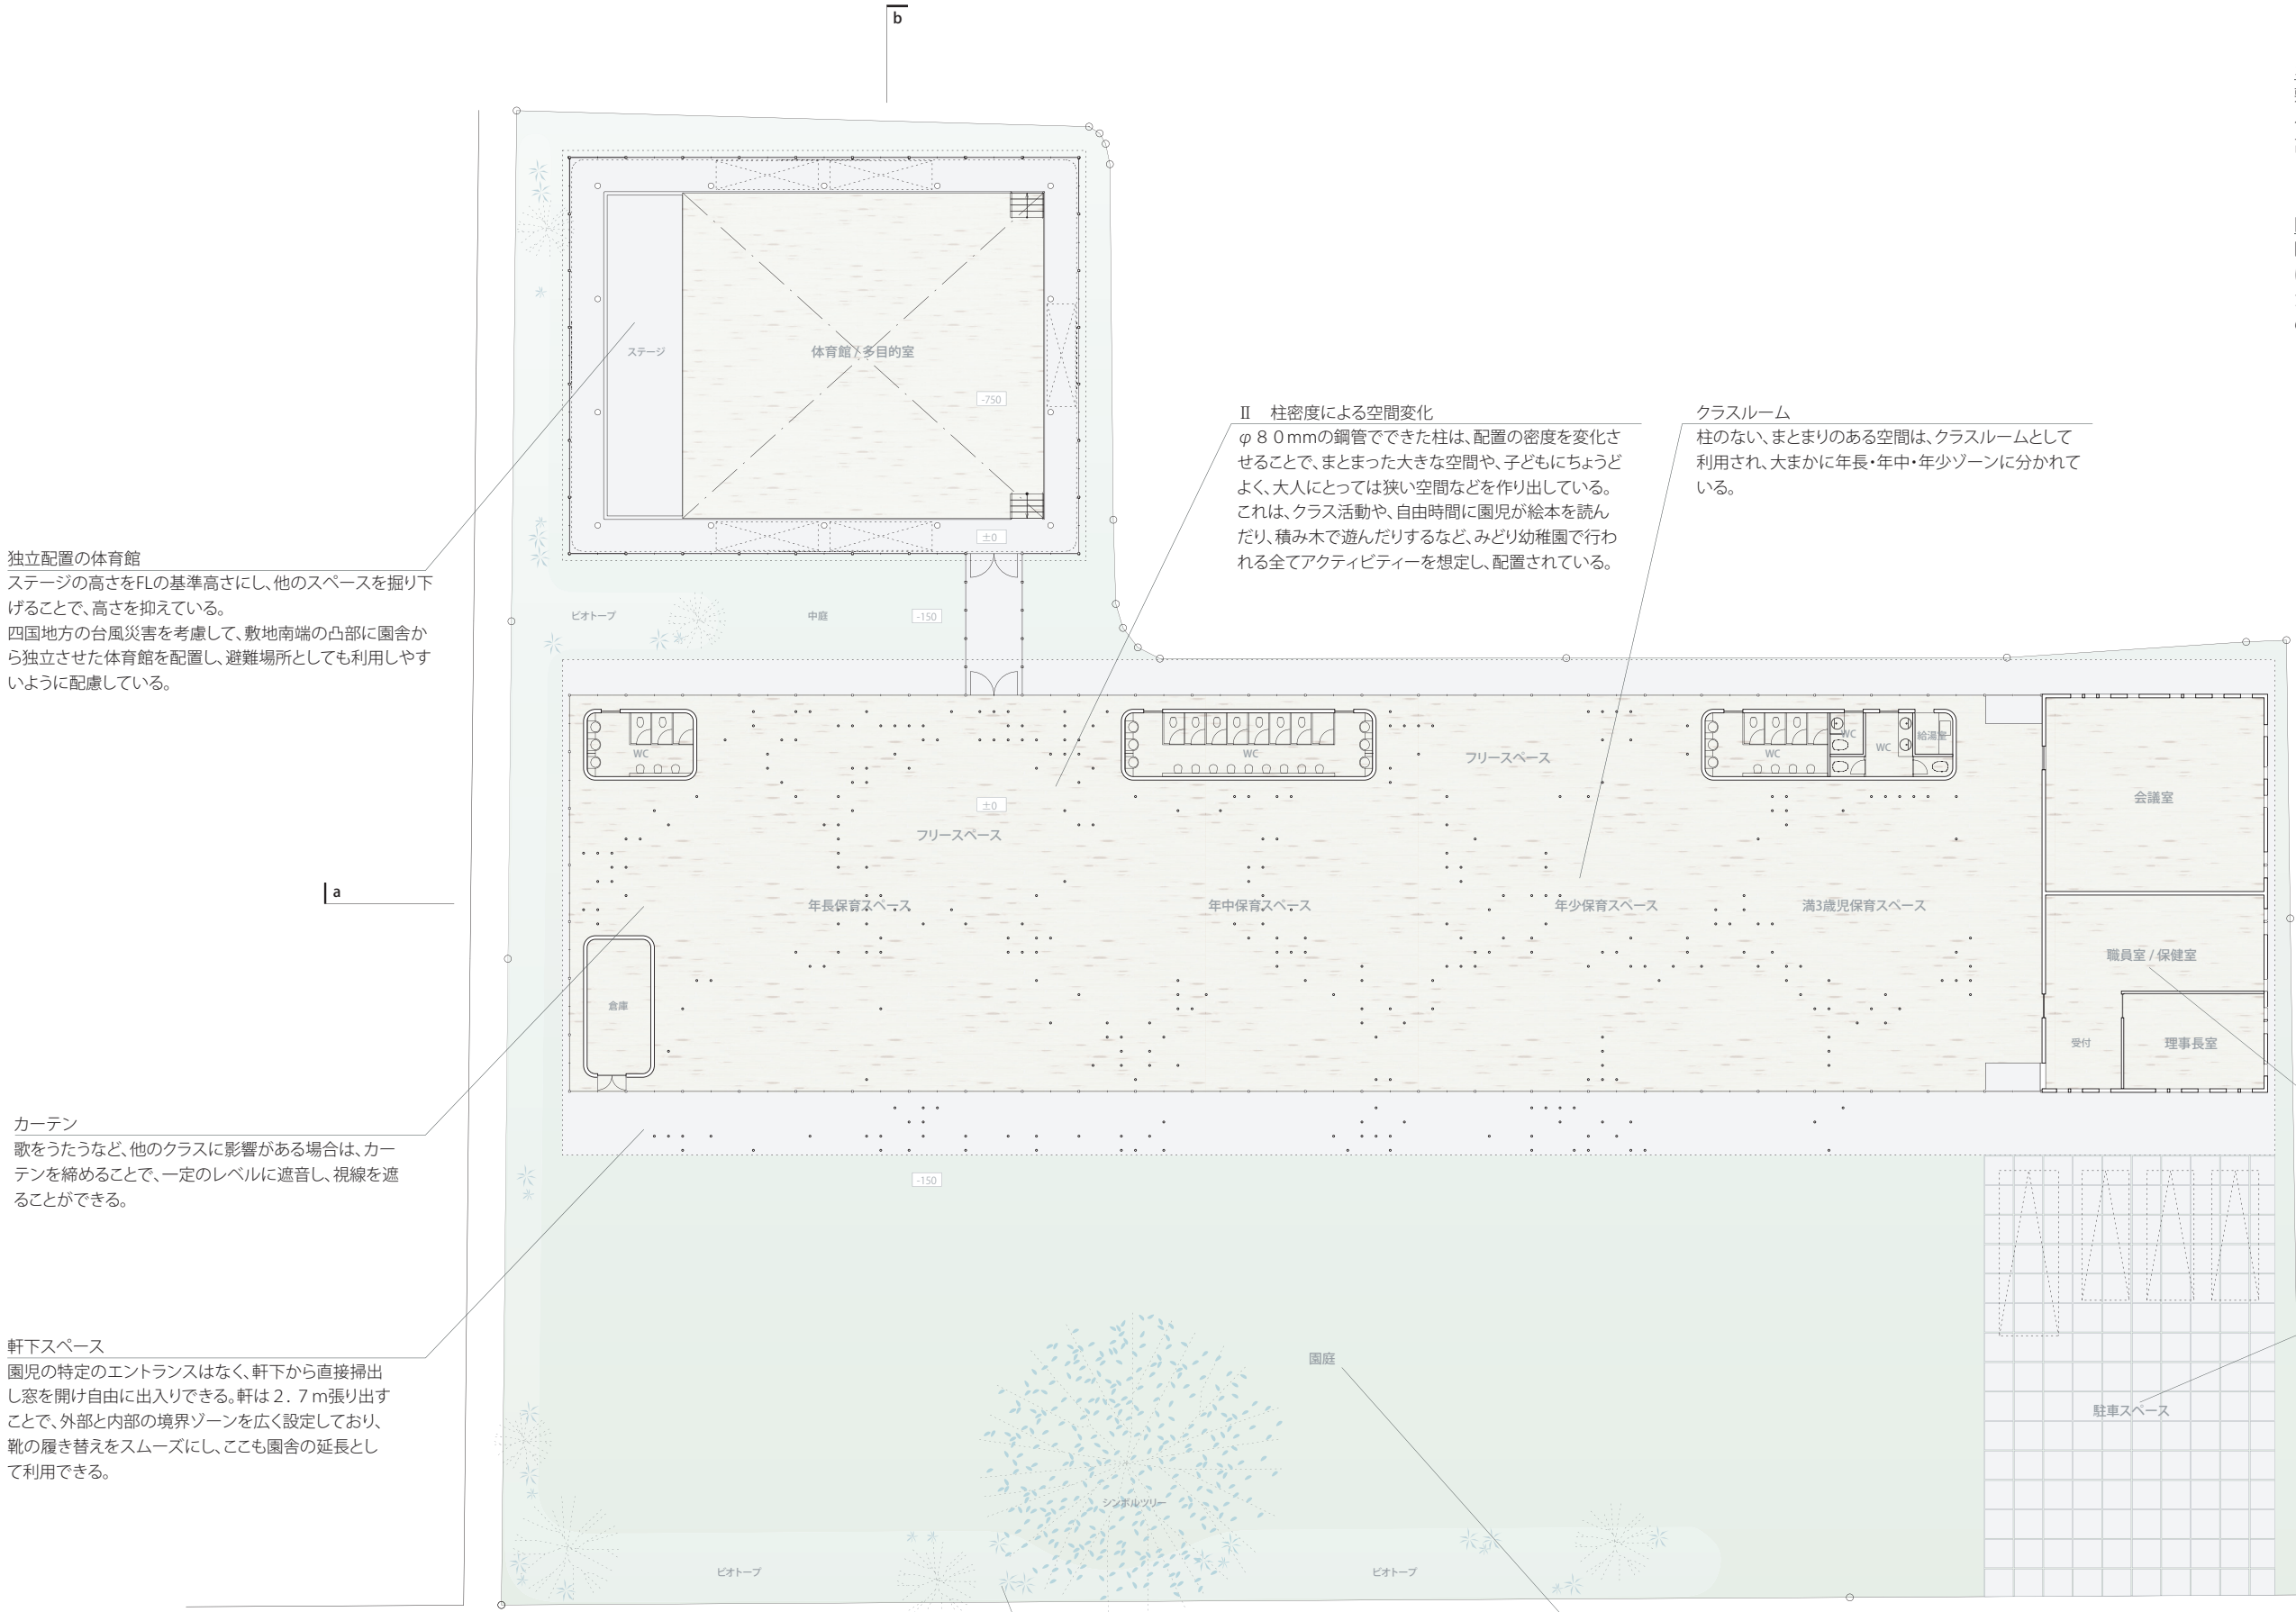 b
ステージ
体育館 / 多目的室
-750
±0
独立配置の体育館
ステージの高さをFLの基準高さにし、他のスペースを掘り下
げることで、高さを抑えている。
四国地方の台風災害を考慮して、敷地南端の凸部に園舎か
ら独立させた体育館を配置し、避難場所としても利用しやす
いように配慮している。
Ⅱ　柱密度による空間変化
φ８０mmの鋼管でできた柱は、配置の密度を変化さ
せることで、まとまった大きな空間や、子どもにちょうど
よく、大人にとっては狭い空間などを作り出している。
これは、クラス活動や、自由時間に園児が絵本を読ん
だり、積み木で遊んだりするなど、みどり幼稚園で行わ
れる全てアクティビティーを想定し、配置されている。
クラスルーム
柱のない、まとまりのある空間は、クラスルームとして
利用され、大まかに年長・年中・年少ゾーンに分かれて
いる。
ビオトープ
中庭
-150
WC
WC
フリースペース
WC
WC
WC
給湯室
会議室
±0
フリースペース
a
年長保育スペース
年中保育スペース
年少保育スペース
満3歳児保育スペース
職員室 / 保健室
倉庫
受付
理事長室
カーテン
歌をうたうなど、他のクラスに影響がある場合は、カー
テンを締めることで、一定のレベルに遮音し、視線を遮
ることができる。
-150
軒下スペース
園児の特定のエントランスはなく、軒下から直接掃出
し窓を開け自由に出入りできる。軒は２．７ｍ張り出す
ことで、外部と内部の境界ゾーンを広く設定しており、
靴の履き替えをスムーズにし、ここも園舎の延長とし
て利用できる。
園庭
駐車スペース
シンボルツリー
ビオトープ
ビオトープ